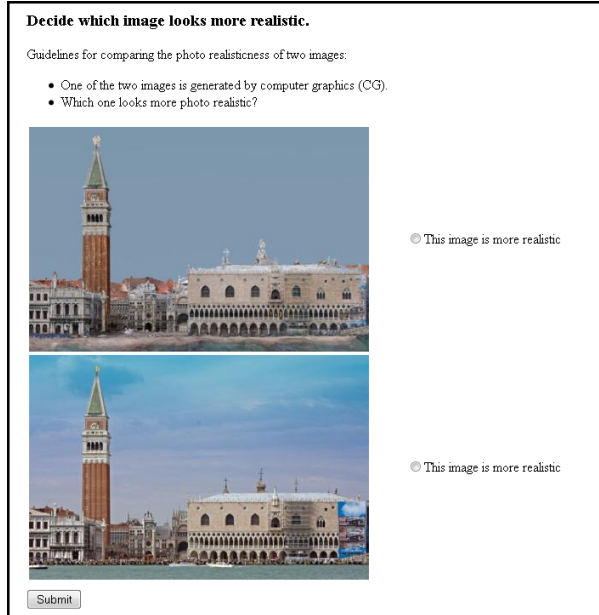 Decide which image looks more realistic.
Guidelines for comparing the photo realisticness of two images:
One of the two images is generated by computer graphics (CG).
Which one looks more photo realistic?
This image is more realistic
This image is more realistic
Submit